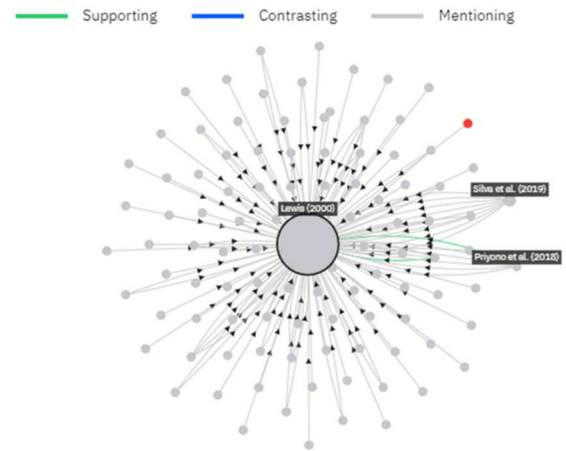 Supporting
Contrasting
Mentioning
Silva et al. (2019)
Lewis (2000)
Priyono et al. (2018)